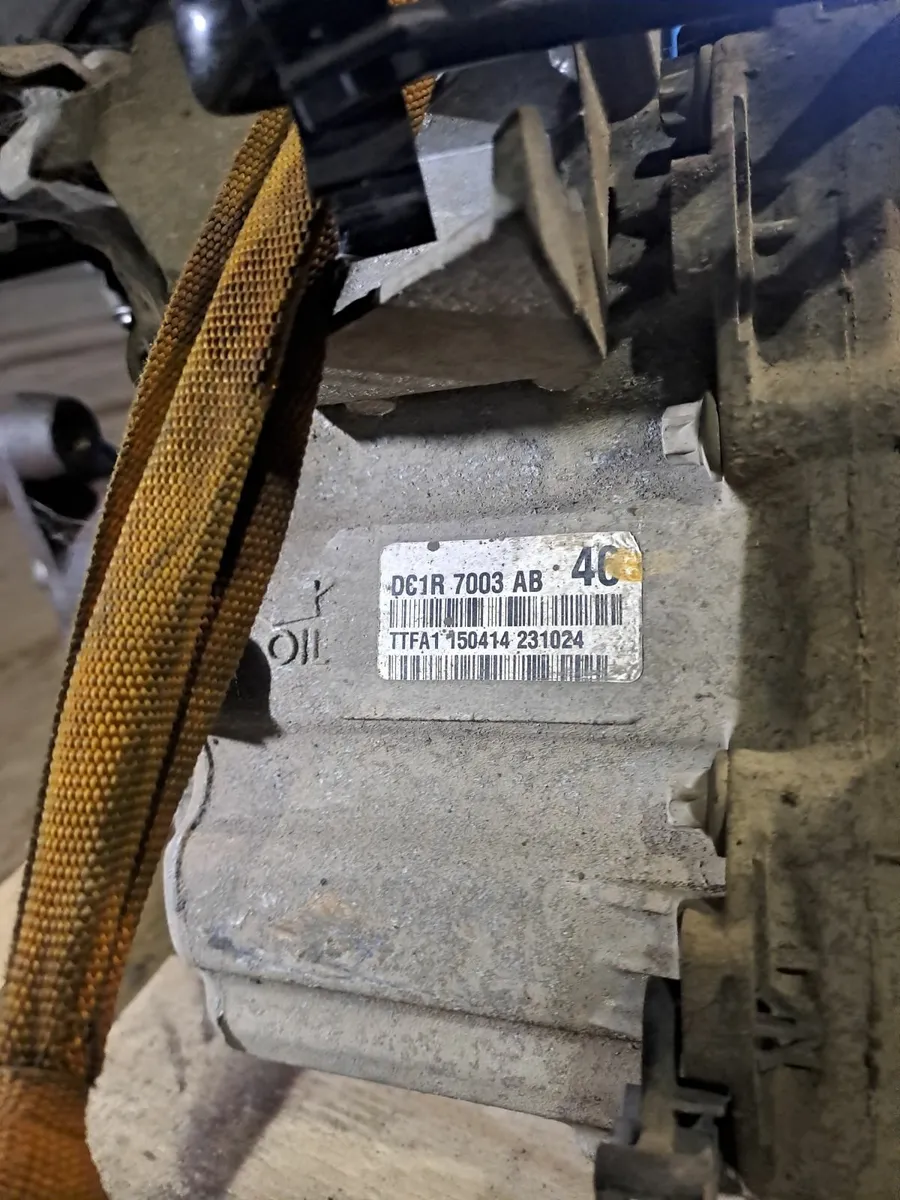 DC1R 7003 AB 4C
TTFA1 150414 231024
OIL